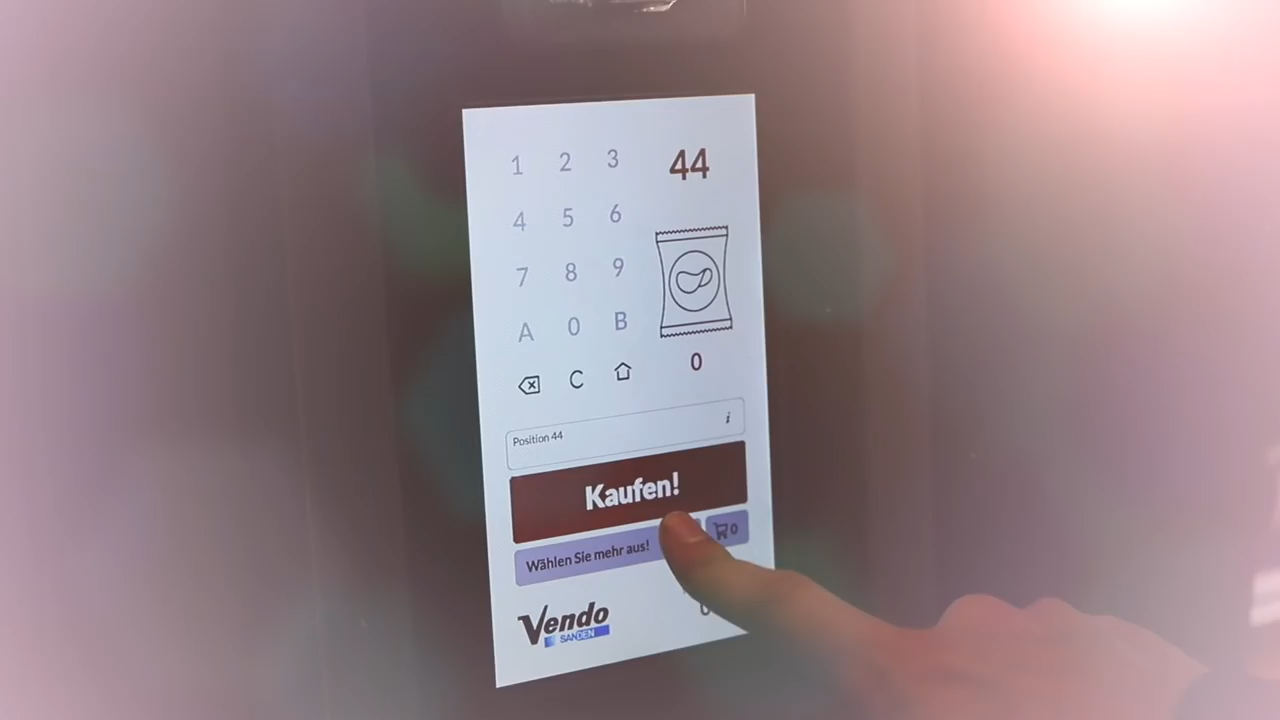 1 2 3
44
4 5 6
7 8 9
A 0 B
C
0
Position 44
i
Kaufen!
Wählen Sie mehr aus!
0
Vendo
SANDEN